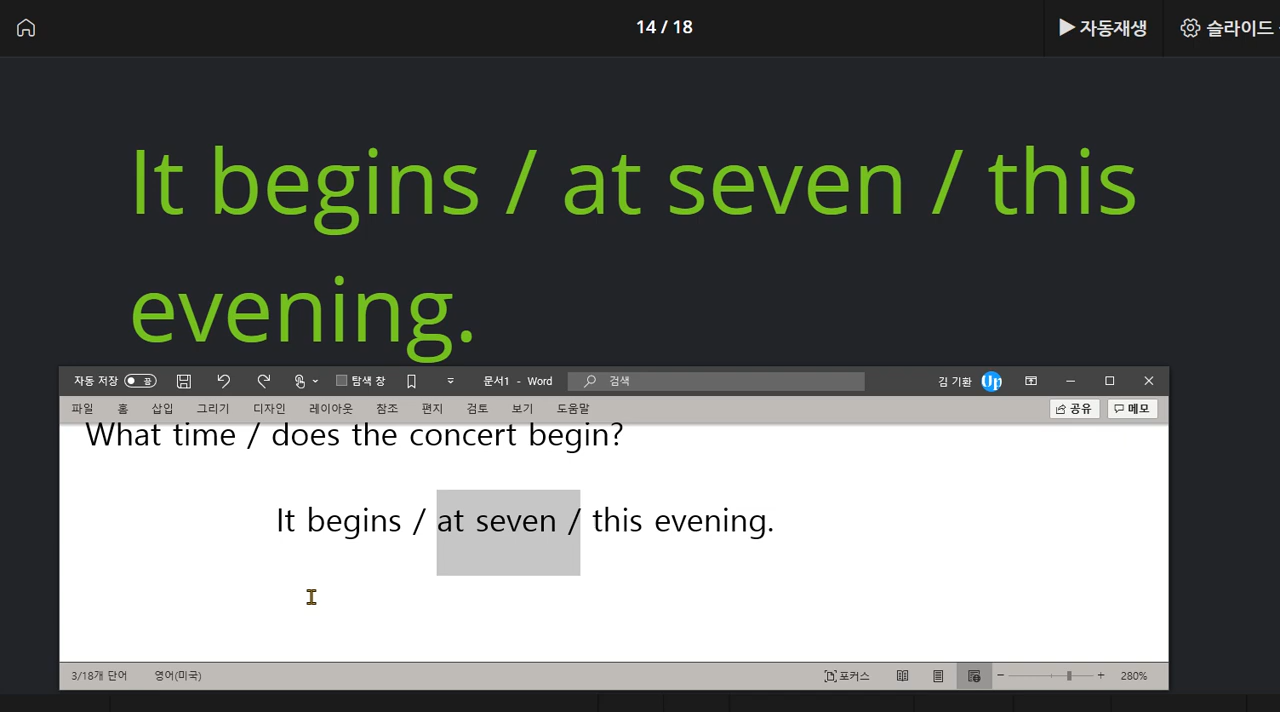 14 / 18
자동재생
슬라이드
It begins / at seven / this
evening.
자동 저장 끔
탐색 창
문서1 - Word
검색
김 기환
Up
파일 홈 삽입 그리기 디자인 레이아웃 참조 편지 검토 보기 도움말
공유 메모
What time / does the concert begin?
It begins / at seven / this evening.
3/18개 단어 영어(미국)
포커스
280%